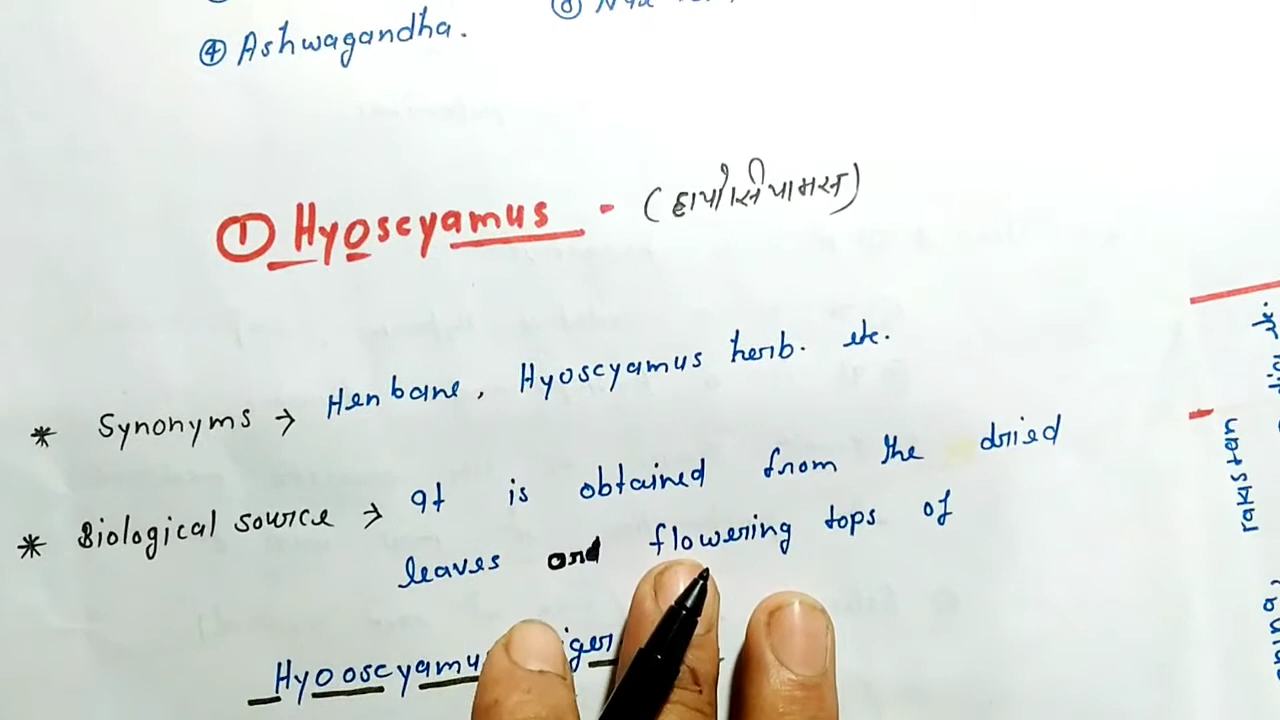 ④ Ashwagandha.
① Hyoscyamus - (हायोसियामस)
* Synonyms → Henbane, Hyoscyamus herb. etc.
* Biological source → It is obtained from the dried
leaves and flowering tops of
Hyooscyamu